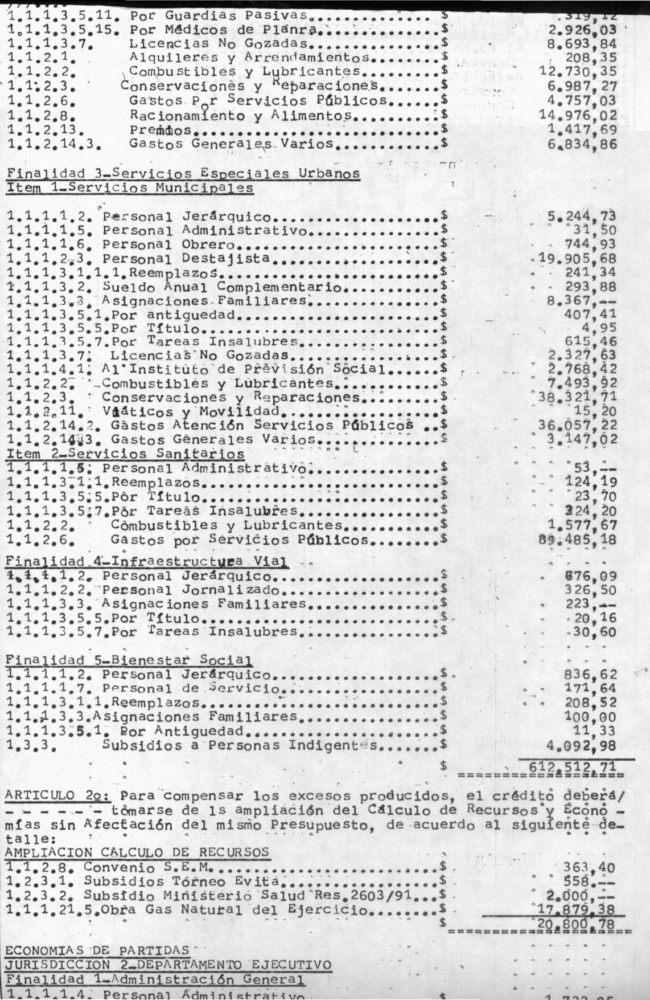 1.1.1.3.5.11. Por Guardias Pasivas.............. $ 319,12
1.1.1.3.5.15. Por Médicos de Planra............. $ 2.926,03
1.1.1.3.7. Licencias No Gozadas.............. $ 8.693,84
1.1.2.1. Alquileres y Arrendamientos....... $ 208,35
1.1.2.2. Combustibles y Lubricantes........ $ 12.730,35
1.1.2.3. Conservaciones y Reparaciones....... $ 6.987,27
1.1.2.6. Gastos Por Servicios Públicos...... $ 4.757,03
1.1.2.8. Racionamiento y Alimentos......... $ 14.976,02
1.1.2.13. Premios.......................... $ 1.417,69
1.1.2.14.3. Gastos Generales Varios........... $ 6.834,86
Finalidad 3-Servicios Especiales Urbanos
Item 1-Servicios Municipales
1.1.1.1.2. Personal Jerárquico.................. $ 5.244,73
1.1.1.1.5. Personal Administrativo.............. $ 31,50
1.1.1.1.6. Personal Obrero...................... $ 744,93
1.1.1.2.3. Personal Destajista.................. $ 19.905,68
1.1.1.3.1.1.1.Reemplazos........................ $ 241,34
1.1.1.3.2. Sueldo Anual Complementario.......... $ 293,88
1.1.1.3.3. Asignaciones Familiares.............. $ 8.367,--
1.1.1.3.5.1.Por antiguedad...................... $ 407,41
1.1.1.3.5.5.Por Título.......................... $ 4,95
1.1.1.3.5.7.Por Tareas Insalubres............... $ 615,46
1.1.1.3.7. Licencias No Gozadas................ $ 2.327,63
1.1.1.4.1. Al Instituto de Prêvisión Social...... $ 2.768,42
1.1.2.2. Combustibles y Lubricantes........... $ 7.493,92
1.1.2.3. Conservaciones y Reparaciones........ $ 38.321,71
1.1.2.11. Viáticos y Movilidad................. $ 15,20
1.1.2.14.2. Gastos Atención Servicios Públicos .. $ 36.057,22
1.1.2.14.3. Gastos Generales Varios............. $ 3.147,02
Item 2-Servicios Sanitarios
1.1.1.1.5. Personal Administrativo.............. $ 53,--
1.1.1.3.1.1.Reemplazos.......................... $ 124,19
1.1.1.3.5.5.Por Título.......................... $ 23,70
1.1.1.3.5.7.Por Tareas Insalubres............... $ 224,20
1.1.2.2. Combustibles y Lubricantes.......... $ 1.577,67
1.1.2.6. Gastos por Servicios Públicos........ $ 89.485,18
Finalidad 4-Infraestructura Vial
1.1.1.1.2. Personal Jerárquico.................. $ 676,09
1.1.1.2.2. Personal Jornalizado................. $ 326,50
1.1.1.3.3. Asignaciones Familiares.............. $ 223,--
1.1.1.3.5.5.Por Título.......................... $ 20,16
1.1.1.3.5.7.Por Tareas Insalubres............... $ 30,60
Finalidad 5-Bienestar Social
1.1.1.1.2. Personal Jerárquico.................. $ 836,62
1.1.1.1.7. Personal de Servicio................. $ 171,64
1.1.1.3.1.1.Reemplazos.......................... $ 208,52
1.1.1.3.3.Asignaciones Familiares............... $ 100,00
1.1.1.3.5.1. Por Antiguedad..................... $ 11,33
1.3.3. Subsidios a Personas Indigentes....... $ 4.092,98
$ 612.512,71
==================
ARTICULO 2o: Para compensar los excesos producidos, el crédito deberá/
- - - - - - tomarse de ls ampliación del Cálculo de Recursos y Econo -
mías sin Afectación del mismo Presupuesto, de acuerdo al siguiente de-
talle:
AMPLIACION CALCULO DE RECURSOS
1.1.2.8. Convenio S.E.M......................... $ 363,40
1.2.3.1. Subsidios Torneo Evita................. $ 558.--
1.2.3.2. Subsidio Ministerio Salud Res.2603/91... $ 2.000,--
1.1.1.21.5.Obra Gas Natural del Ejercicio........ $ 17.879,38
$ 20.800,78
====================
ECONOMIAS DE PARTIDAS
JURISDICCION 2-DEPARTAMENTO EJECUTIVO
Finalidad 1-Administración General
1.1.1.1.4. Personal Administrativo $